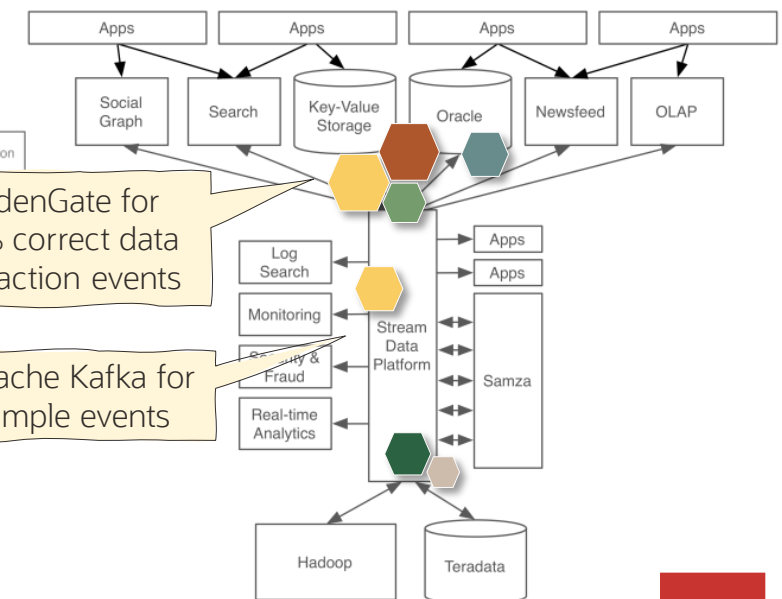 Apps
Apps
Apps
Apps
Social
Graph
Search
Key-Value
Storage
Oracle
Newsfeed
OLAP
on
denGate for
correct data
action events
Log
Search
Apps
Apps
Monitoring
Stream
Data
Platform
Samza
Security &
Fraud
ache Kafka for
mple events
Real-time
Analytics
Hadoop
Teradata